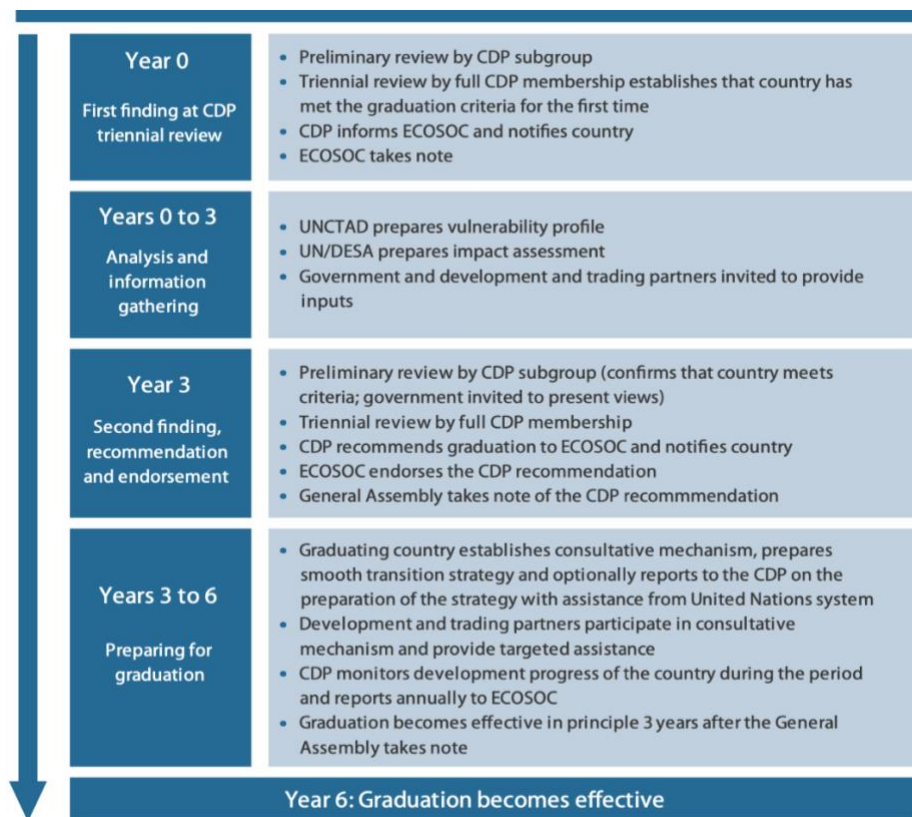 Year 0
First finding at CDP
triennial review
• Preliminary review by CDP subgroup
• Triennial review by full CDP membership establishes that country has
met the graduation criteria for the first time
• CDP informs ECOSOC and notifies country
• ECOSOC takes note
Years 0 to 3
Analysis and
information
gathering
• UNCTAD prepares vulnerability profile
• UN/DESA prepares impact assessment
• Government and development and trading partners invited to provide
inputs
Year 3
Second finding,
recommendation
and endorsement
• Preliminary review by CDP subgroup (confirms that country meets
criteria; government invited to present views)
• Triennial review by full CDP membership
• CDP recommends graduation to ECOSOC and notifies country
• ECOSOC endorses the CDP recommendation
• General Assembly takes note of the CDP recommmendation
Years 3 to 6
Preparing for
graduation
• Graduating country establishes consultative mechanism, prepares
smooth transition strategy and optionally reports to the CDP on the
preparation of the strategy with assistance from United Nations system
• Development and trading partners participate in consultative
mechanism and provide targeted assistance
• CDP monitors development progress of the country during the period
and reports annually to ECOSOC
• Graduation becomes effective in principle 3 years after the General
Assembly takes note
Year 6: Graduation becomes effective